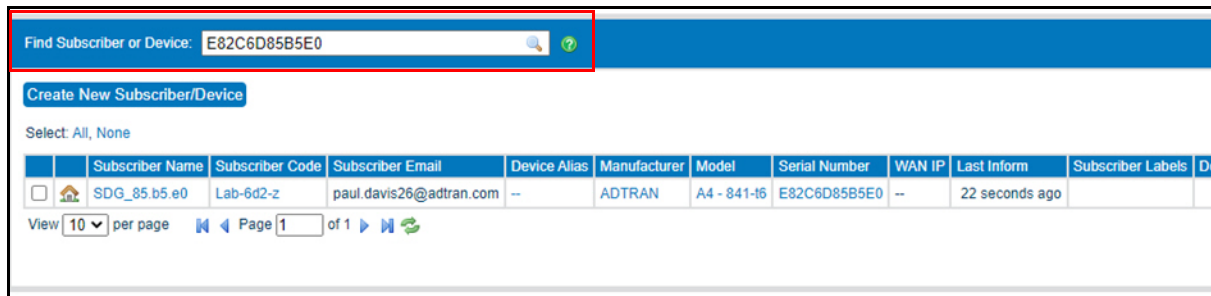 Find Subscriber or Device: E82C6D85B5E0
Create New Subscriber/Device
Select: All, None
Subscriber Name Subscriber Code Subscriber Email Device Alias Manufacturer Model Serial Number WAN IP Last Inform Subscriber Labels
SDG_85.b5.e0 Lab-6d2-z paul.davis26@adtran.com -- ADTRAN A4 - 841-t6 E82C6D85B5E0 -- 22 seconds ago
View 10 per page Page 1 of 1